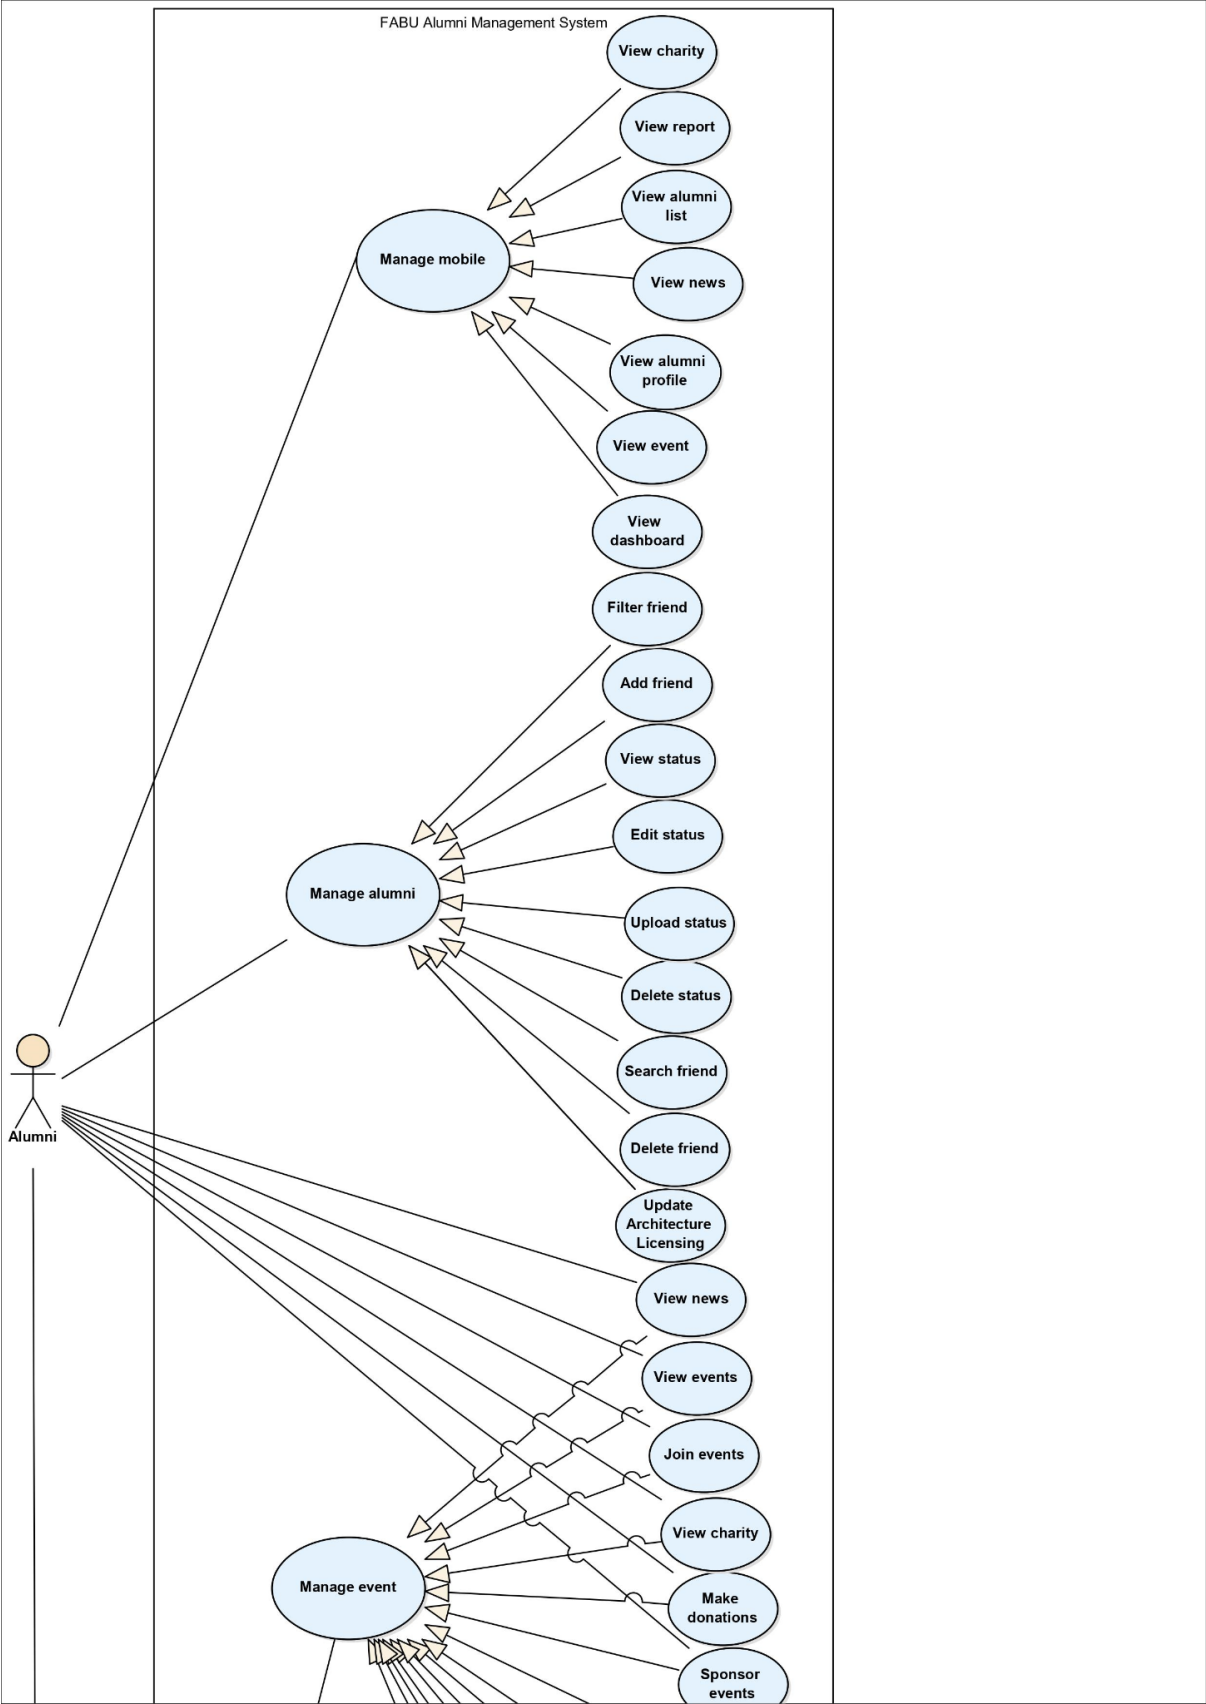 FABU Alumni Management System
View charity
View report
View alumni
list
Manage mobile
View news
View alumni
profile
View event
View
dashboard
Filter friend
Add friend
View status
Edit status
Manage alumni
Upload status
Delete status
Search friend
Alumni
Delete friend
Update
Architecture
Licensing
View news
View events
Join events
View charity
Manage event
Make
donations
Sponsor
events